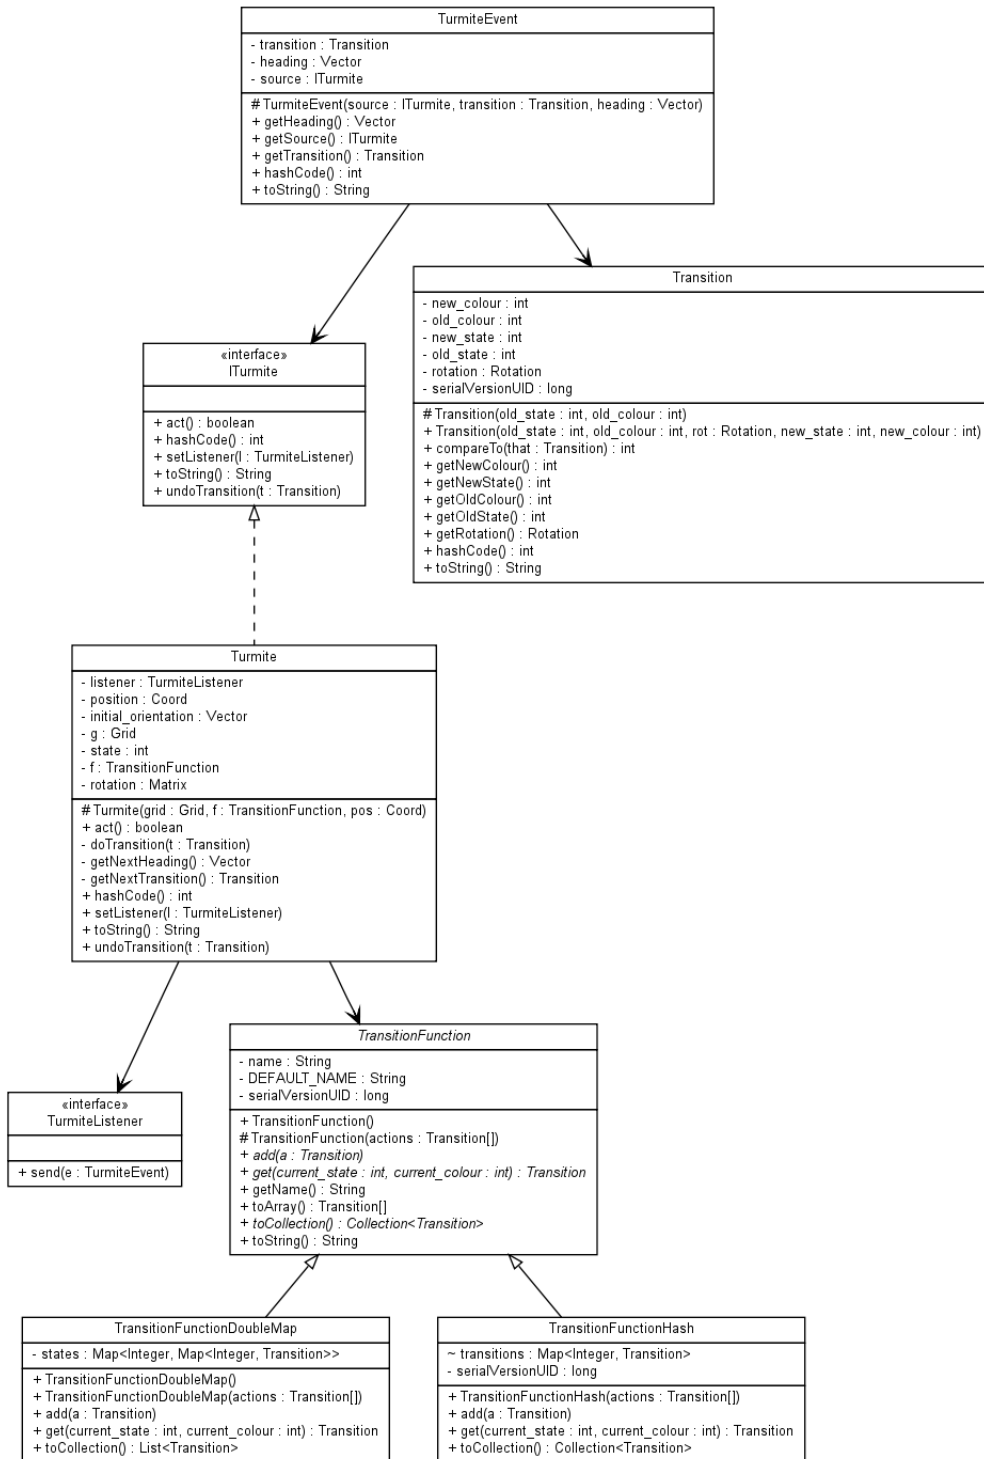 TurmiteEvent
- transition : Transition
- heading : Vector
- source : ITurmite
# TurmiteEvent(source : ITurmite, transition : Transition, heading : Vector)
+ getHeading() : Vector
+ getSource() : ITurmite
+ getTransition() : Transition
+ hashCode() : int
+ toString() : String
Transition
- new_colour : int
- old_colour : int
- new_state : int
- old_state : int
- rotation : Rotation
- serialVersionUID : long
# Transition(old_state : int, old_colour : int)
+ Transition(old_state : int, old_colour : int, rot : Rotation, new_state : int, new_colour : int)
+ compareTo(that : Transition) : int
+ getNewColour() : int
+ getNewState() : int
+ getOldColour() : int
+ getOldState() : int
+ getRotation() : Rotation
+ hashCode() : int
+ toString() : String
«interface»
ITurmite
+ act() : boolean
+ hashCode() : int
+ setListener(l : TurmiteListener)
+ toString() : String
+ undoTransition(t : Transition)
Turmite
- listener : TurmiteListener
- position : Coord
- initial_orientation : Vector
- g : Grid
- state : int
- f : TransitionFunction
- rotation : Matrix
# Turmite(grid : Grid, f : TransitionFunction, pos : Coord)
+ act() : boolean
- doTransition(t : Transition)
- getNextHeading() : Vector
- getNextTransition() : Transition
+ hashCode() : int
+ setListener(l : TurmiteListener)
+ toString() : String
+ undoTransition(t : Transition)
«interface»
TurmiteListener
+ send(e : TurmiteEvent)
TransitionFunction
- name : String
- DEFAULT_NAME : String
- serialVersionUID : long
+ TransitionFunction()
# TransitionFunction(actions : Transition[])
+ add(a : Transition)
+ get(current_state : int, current_colour : int) : Transition
+ getName() : String
+ toArray() : Transition[]
+ toCollection() : Collection<Transition>
+ toString() : String
TransitionFunctionDoubleMap
- states : Map<Integer, Map<Integer, Transition>>
+ TransitionFunctionDoubleMap()
+ TransitionFunctionDoubleMap(actions : Transition[])
+ add(a : Transition)
+ get(current_state : int, current_colour : int) : Transition
+ toCollection() : List<Transition>
TransitionFunctionHash
~ transitions : Map<Integer, Transition>
- serialVersionUID : long
+ TransitionFunctionHash(actions : Transition[])
+ add(a : Transition)
+ get(current_state : int, current_colour : int) : Transition
+ toCollection() : Collection<Transition>